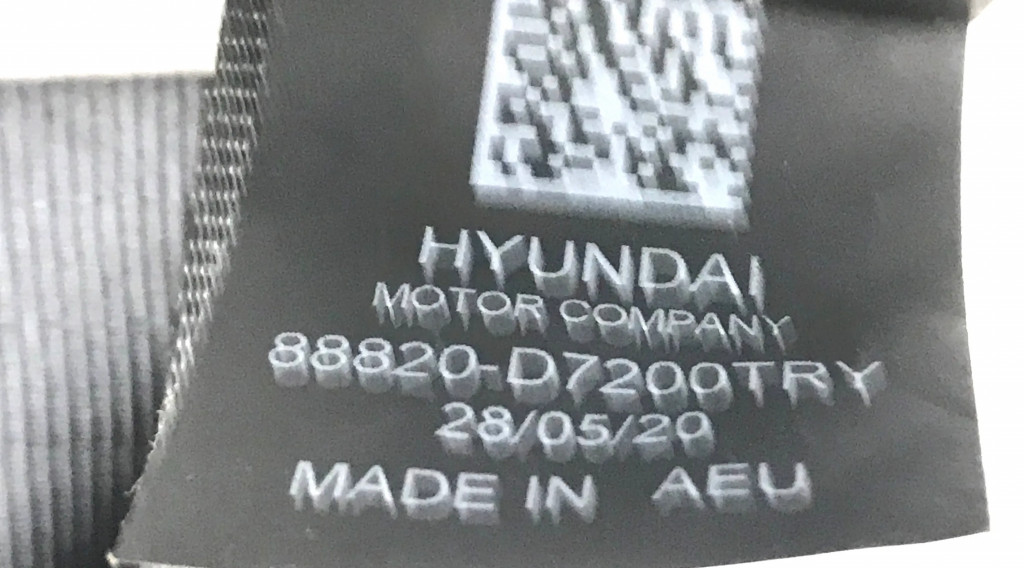 HYUNDAI
MOTOR COMPANY
88820-D7200TRY
28/05/20
MADE IN AEU